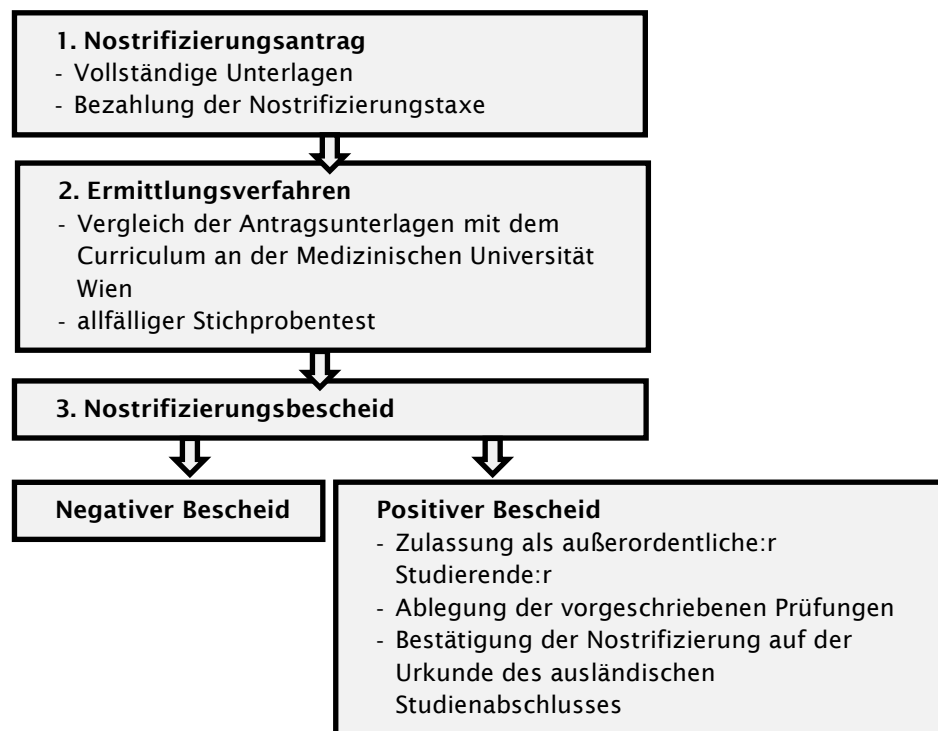 1. Nostrifizierungsantrag
- Vollständige Unterlagen
- Bezahlung der Nostrifizierungstaxe
2. Ermittlungsverfahren
- Vergleich der Antragsunterlagen mit dem
Curriculum an der Medizinischen Universität
Wien
- allfälliger Stichprobentest
3. Nostrifizierungsbescheid
Negativer Bescheid
Positiver Bescheid
- Zulassung als außerordentliche:r
Studierende:r
- Ablegung der vorgeschriebenen Prüfungen
- Bestätigung der Nostrifizierung auf der
Urkunde des ausländischen
Studienabschlusses